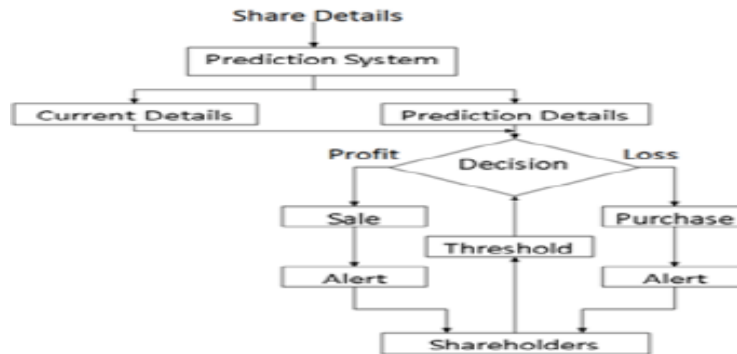 Share Details
Prediction System
Current Details
Prediction Details
Profit
Decision
Loss
Sale
Purchase
Threshold
Alert
Alert
Shareholders